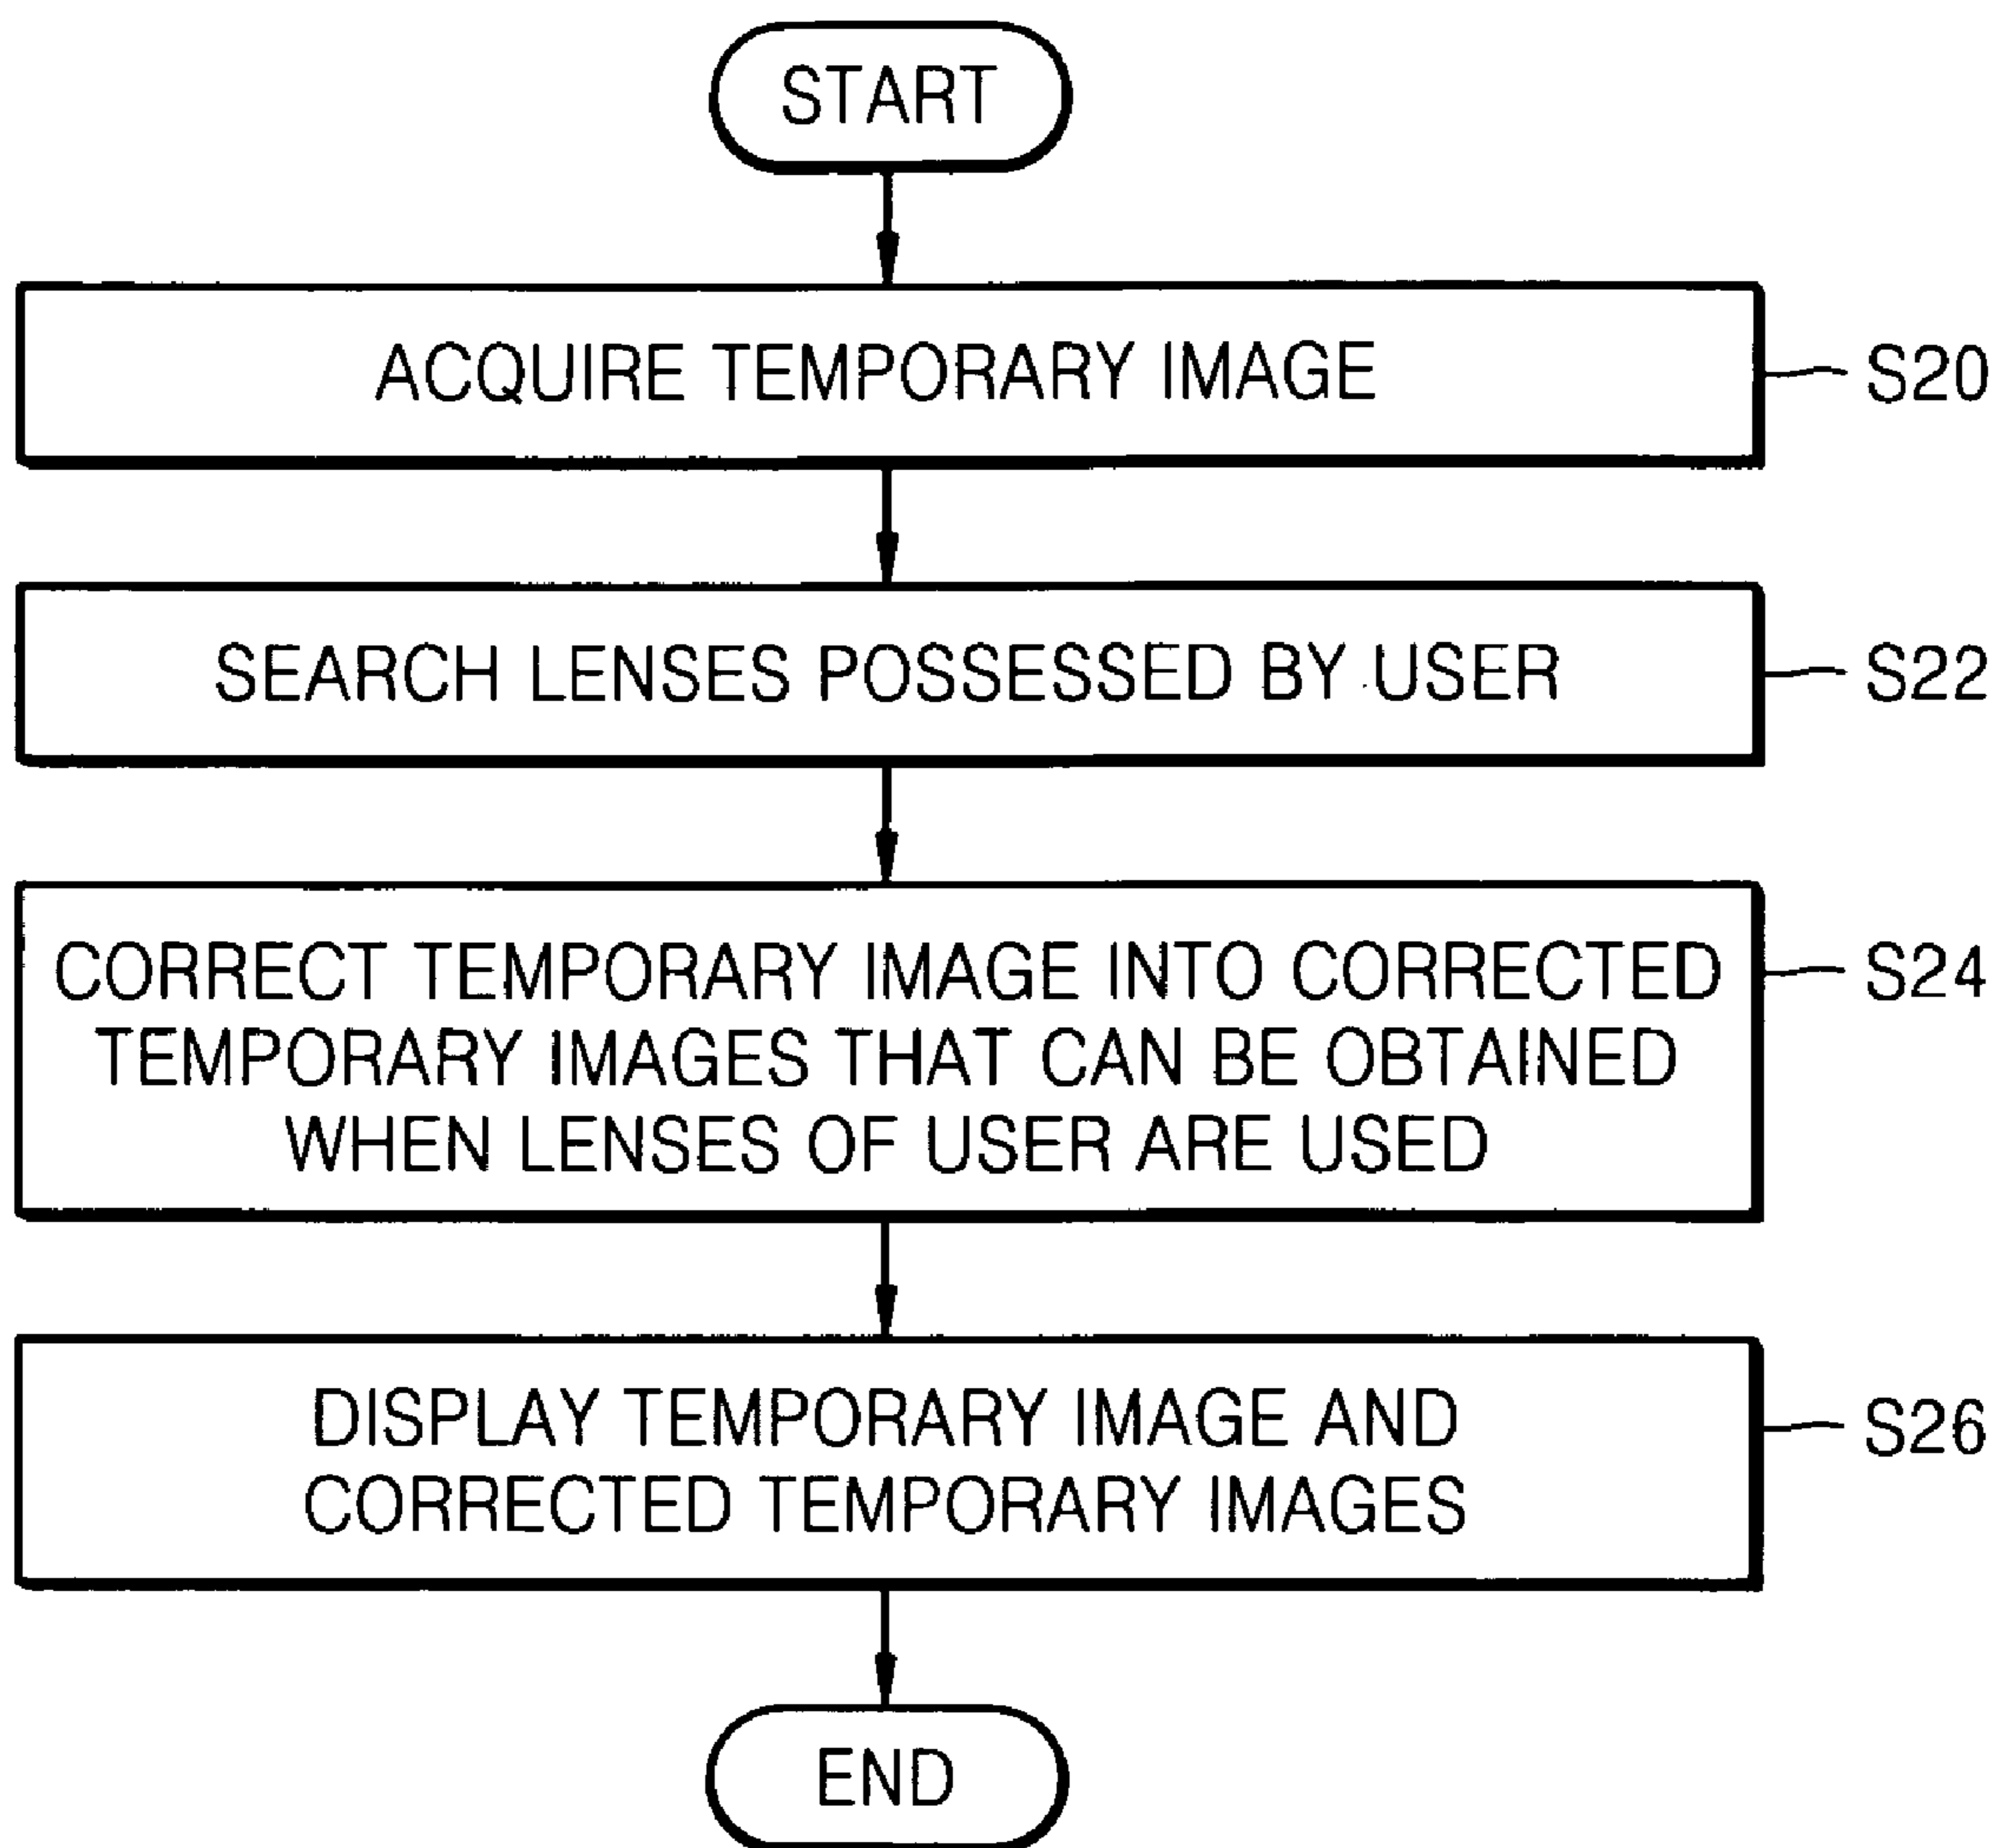 START
ACQUIRE TEMPORARY IMAGE
S20
SEARCH LENSES POSSESSED BY USER
S22
CORRECT TEMPORARY IMAGE INTO CORRECTED
S24
TEMPORARY IMAGES THAT CAN BE OBTAINED
WHEN LENSES OF USER ARE USED
DISPLAY TEMPORARY IMAGE AND
S26
CORRECTED TEMPORARY IMAGES
END